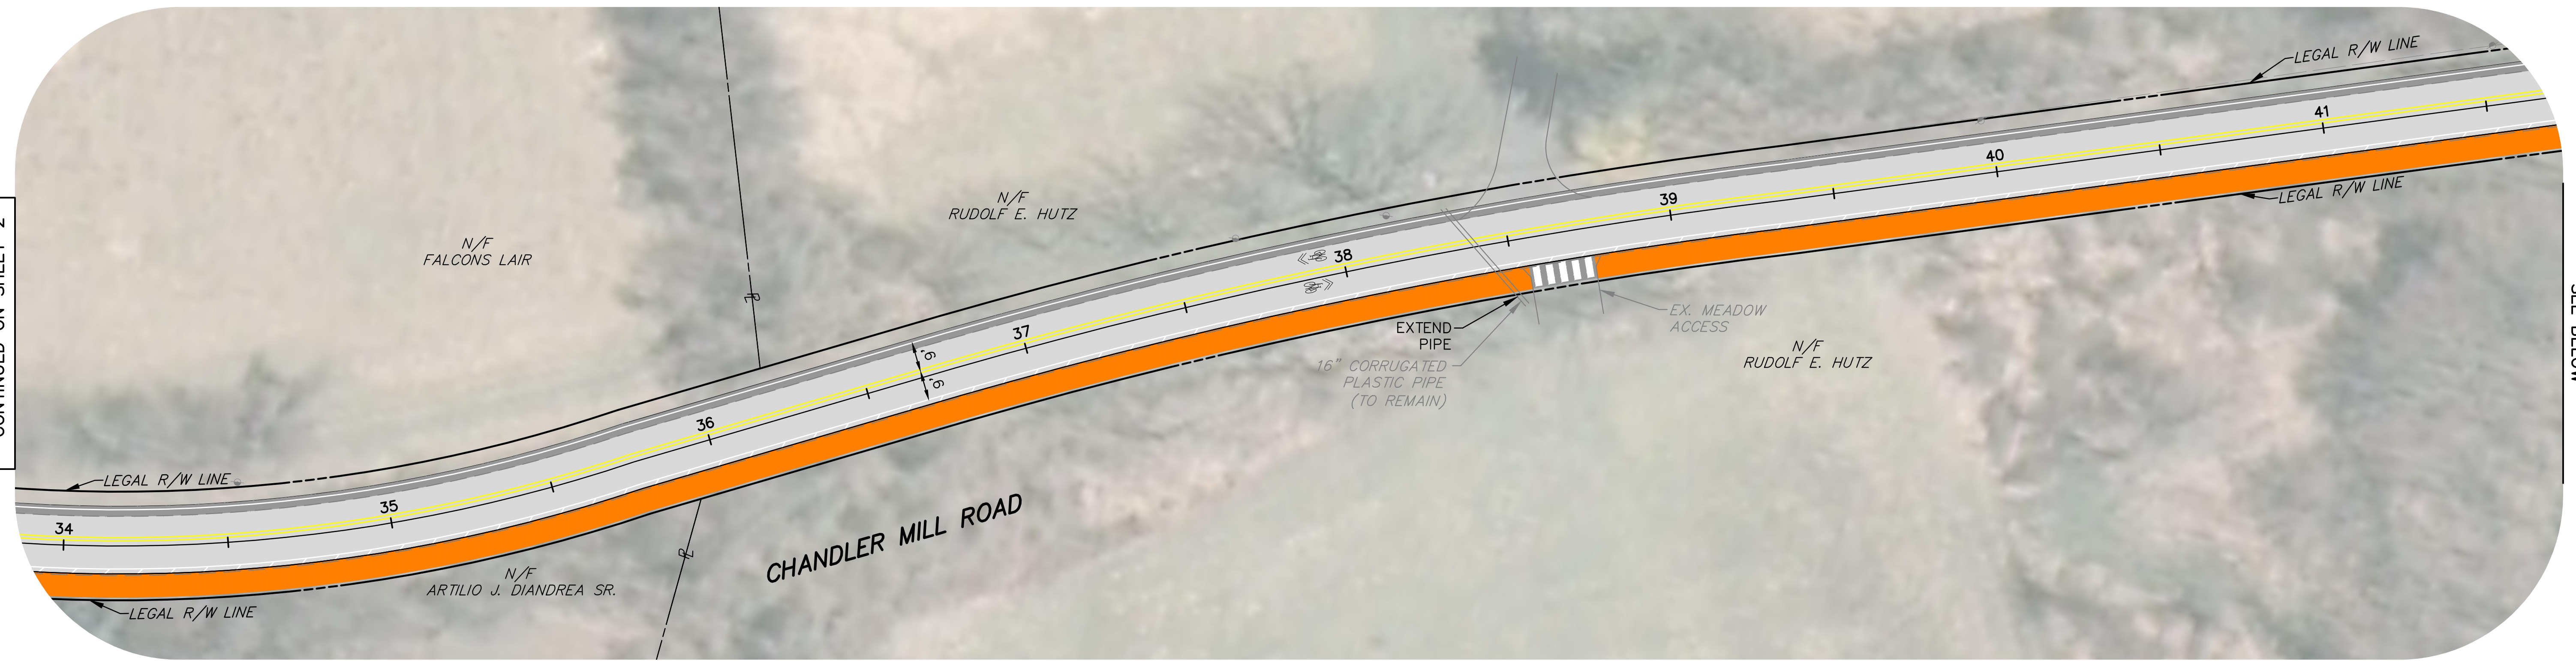 LEGAL R/W LINE
41
40
39
38
37
36
35
34
N/F
RUDOLF E. HUTZ
N/F
FALCONS LAIR
LEGAL R/W LINE
LEGAL R/W LINE
EX. MEADOW
ACCESS
EXTEND
PIPE
16" CORRUGATED
PLASTIC PIPE
(TO REMAIN)
N/F
RUDOLF E. HUTZ
9'
9'
PL
PL
LEGAL R/W LINE
CHANDLER MILL ROAD
N/F
ARTILIO J. DIANDREA SR.
CONTINUED ON SHEET 2
SEE BELOW